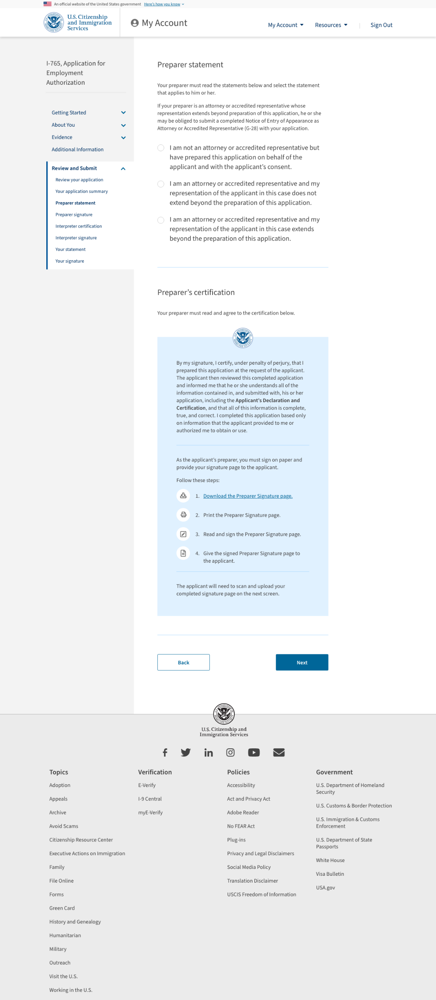 An official website of the United States government Here's how you know
U.S. Citizenship
and Immigration
Services
My Account
My Account
Resources
Sign Out
I-765, Application for
Employment
Authorization
Getting Started
About You
Evidence
Additional Information
Review and Submit
Review your application
Your application summary
Preparer statement
Preparer signature
Interpreter certification
Interpreter signature
Your statement
Your signature
Preparer statement
Your preparer must read the statements below and select the statement
that applies to him or her.
If your preparer is an attorney or accredited representative whose
representation extends beyond preparation of this application, he or she
may be obliged to submit a completed Notice of Entry of Appearance as
Attorney or Accredited Representative (G-28) with your application.
I am not an attorney or accredited representative but
have prepared this application on behalf of the
applicant and with the applicant’s consent.
I am an attorney or accredited representative and my
representation of the applicant in this case does not
extend beyond the preparation of this application.
I am an attorney or accredited representative and my
representation of the applicant in this case extends
beyond the preparation of this application.
Preparer’s certification
Your preparer must read and agree to the certification below.
U.S. DEPARTMENT OF HOMELAND SECURITY
By my signature, I certify, under penalty of perjury, that I
prepared this application at the request of the applicant.
The applicant then reviewed this completed application
and informed me that he or she understands all of the
information contained in, and submitted with, his or her
application, including the Applicant’s Declaration and
Certification, and that all of this information is complete,
true, and correct. I completed this application based only
on information that the applicant provided to me or
authorized me to obtain or use.
As the applicant’s preparer, you must sign on paper and
provide your signature page to the applicant.
Follow these steps:
1. Download the Preparer Signature page.
2. Print the Preparer Signature page.
3. Read and sign the Preparer Signature page.
4. Give the signed Preparer Signature page to
the applicant.
The applicant will need to scan and upload your
completed signature page on the next screen.
Back
Next
U.S. DEPARTMENT OF HOMELAND SECURITY
U.S. Citizenship and
Immigration Services
Topics
Adoption
Appeals
Archive
Avoid Scams
Citizenship Resource Center
Executive Actions on Immigration
Family
File Online
Forms
Green Card
History and Genealogy
Humanitarian
Military
Outreach
Visit the U.S.
Working in the U.S.
Verification
E-Verify
I-9 Central
myE-Verify
Policies
Accessibility
Act and Privacy Act
Adobe Reader
No FEAR Act
Plug-ins
Privacy and Legal Disclaimers
Social Media Policy
Translation Disclaimer
USCIS Freedom of Information
Government
U.S. Department of Homeland
Security
U.S. Customs & Border Protection
U.S. Immigration & Customs
Enforcement
U.S. Department of State
Passports
White House
Visa Bulletin
USA.gov